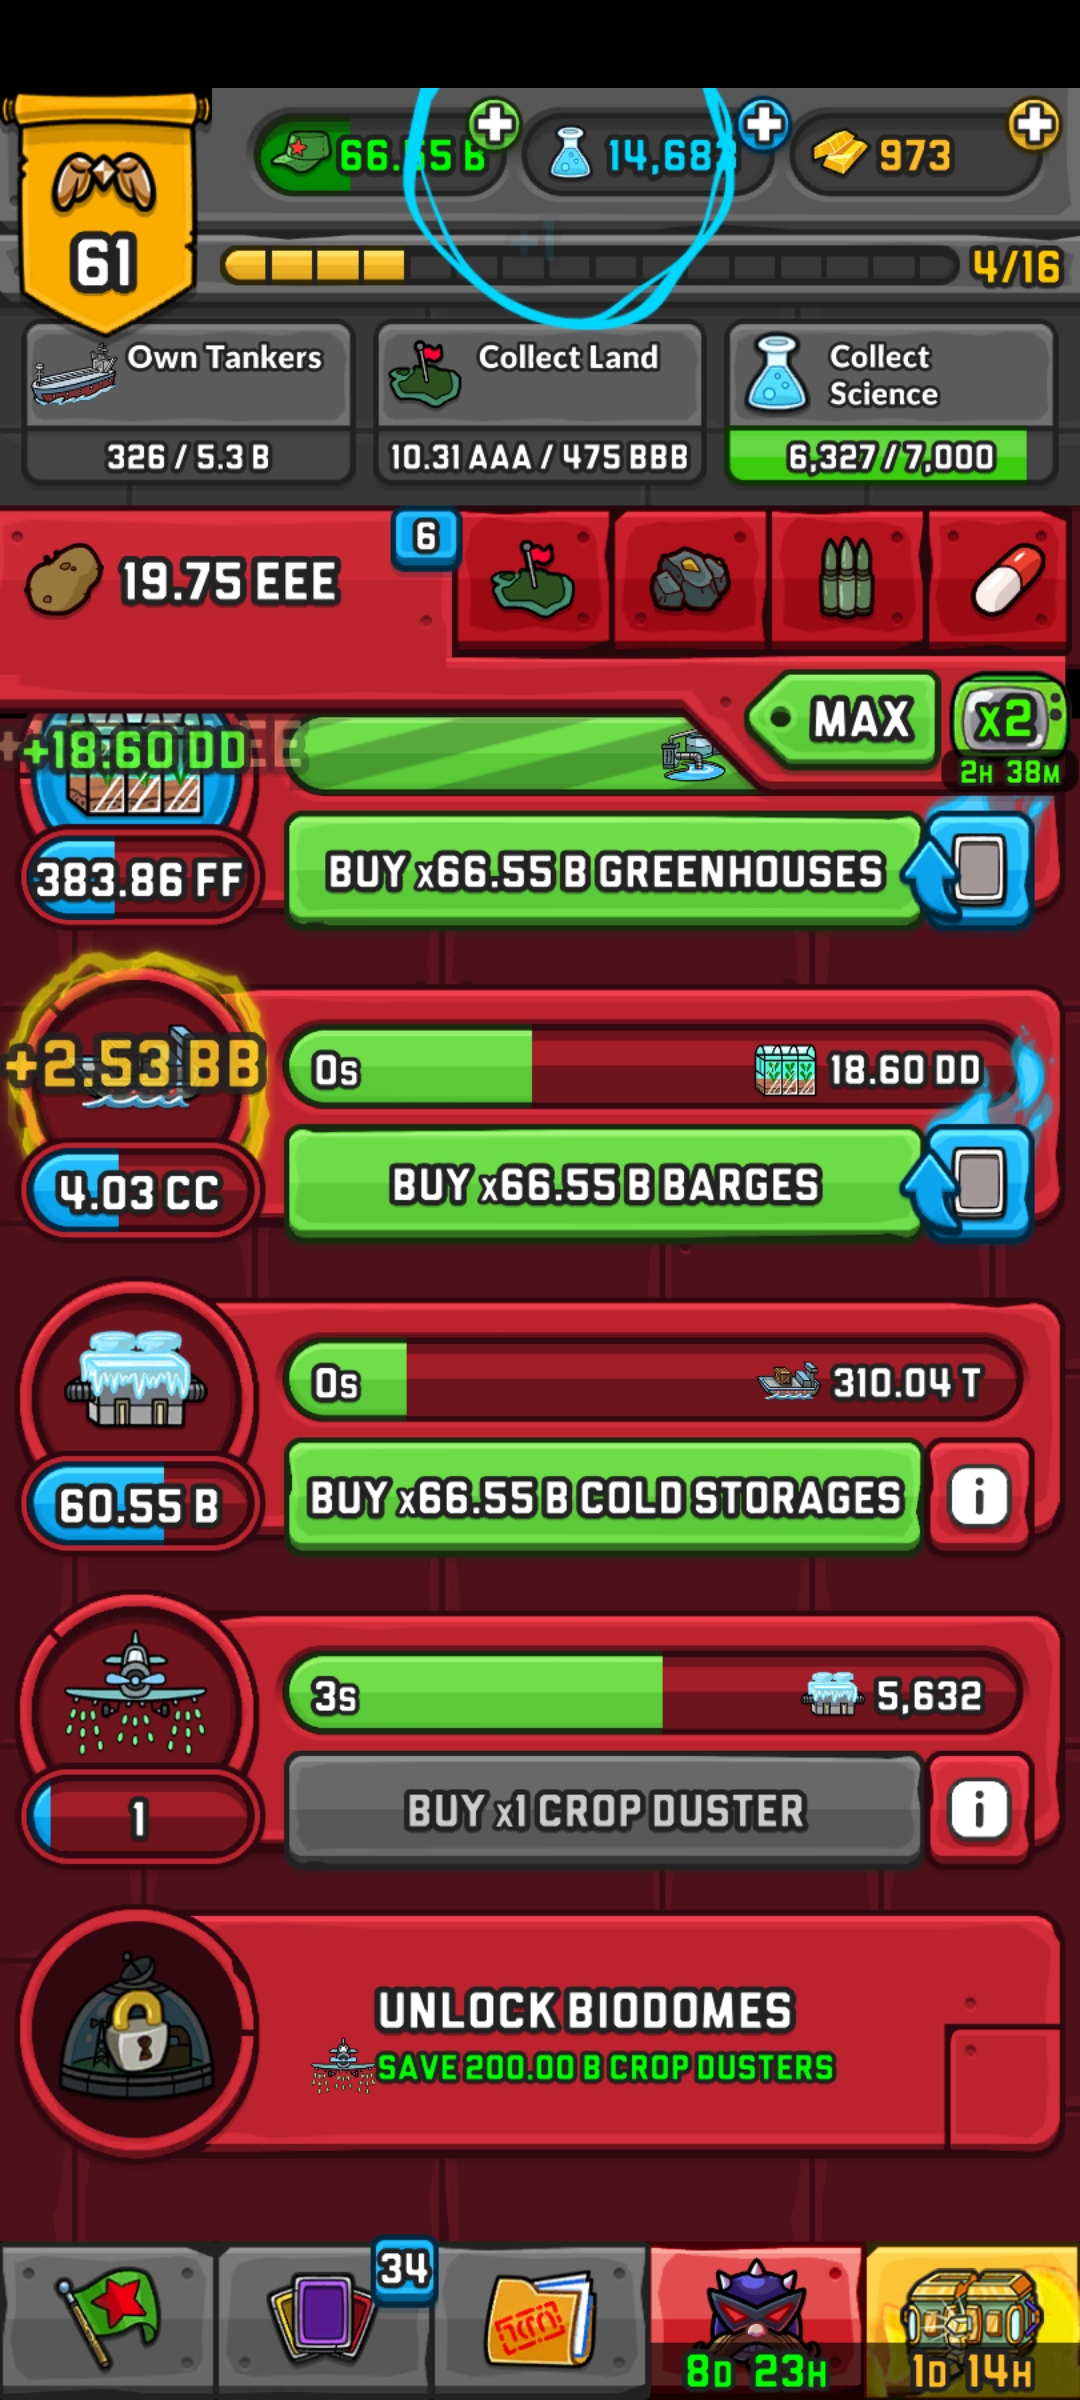 61
14,68
973
+1
4/16
Own Tankers
326 / 5.3 B
Collect Land
10.31 AAA / 475 BBB
Collect
Science
6,327 / 7,000
19.75 EEE
6
MAX
x2
2H 38M
+18.60 DD
383.86 FF
BUY x66.55 B GREENHOUSES
+2.53 BB
0s
18.60 DD
4.03 CC
BUY x66.55 B BARGES
0s
310.04 T
60.55 B
BUY x66.55 B COLD STORAGES
i
3s
5,632
1
BUY x1 CROP DUSTER
i
UNLOCK BIODOMES
SAVE 200.00 B CROP DUSTERS
34
8D 23H
1D 14H